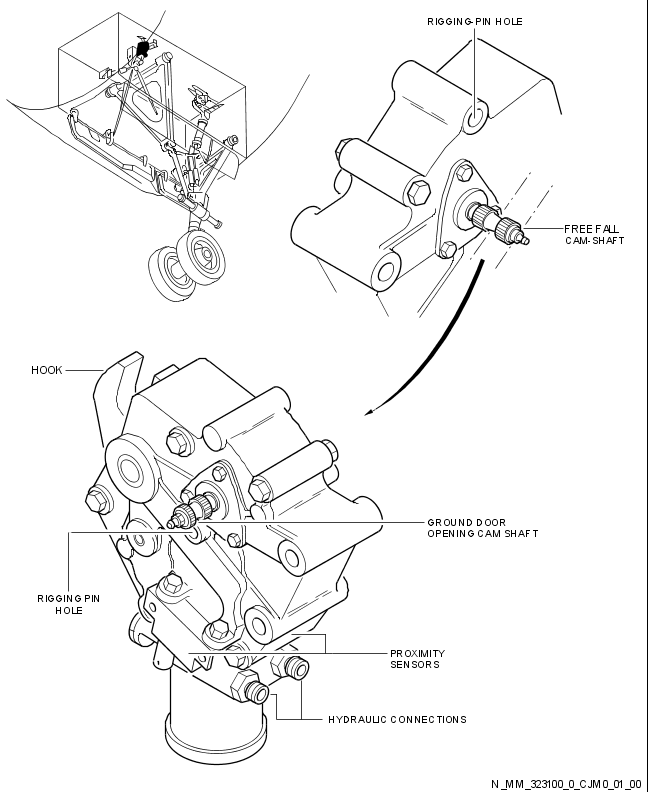 RIGGING-PIN HOLE
FREE FALL
CAM-SHAFT
HOOK
GROUND DOOR
OPENING CAM SHAFT
RIGGING PIN
HOLE
PROXIMITY
SENSORS
HYDRAULIC CONNECTIONS
N_MM_323100_0_CJM0_01_00